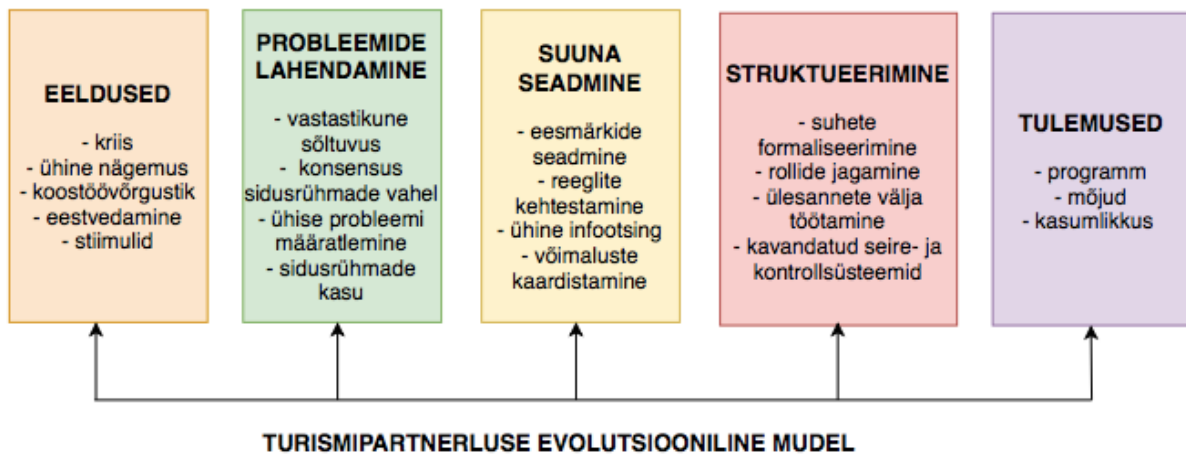 EELDUSED
- kriis
- ühine nägemus
- koostöövõrgustik
- eestvedamine
- stiimulid
PROBLEEMIDE
LAHENDAMINE
- vastastikune
sõltuvus
- konsensus
sidusrühmade vahel
- ühise probleemi
määratlemine
- sidusrühmade
kasu
SUUNA
SEADMINE
- eesmärkide
seadmine
- reeglite
kehtestamine
- ühine infootsing
- võimaluste
kaardistamine
STRUKTUEERIMINE
- suhete
formaliseerimine
- rollide jagamine
- ülesannete välja
töötamine
- kavandatud seire- ja
kontrollsüsteemid
TULEMUSED
- programm
- mõjud
- kasumlikkus
TURISMIPARTNERLUSE EVOLUTSIOONILINE MUDEL